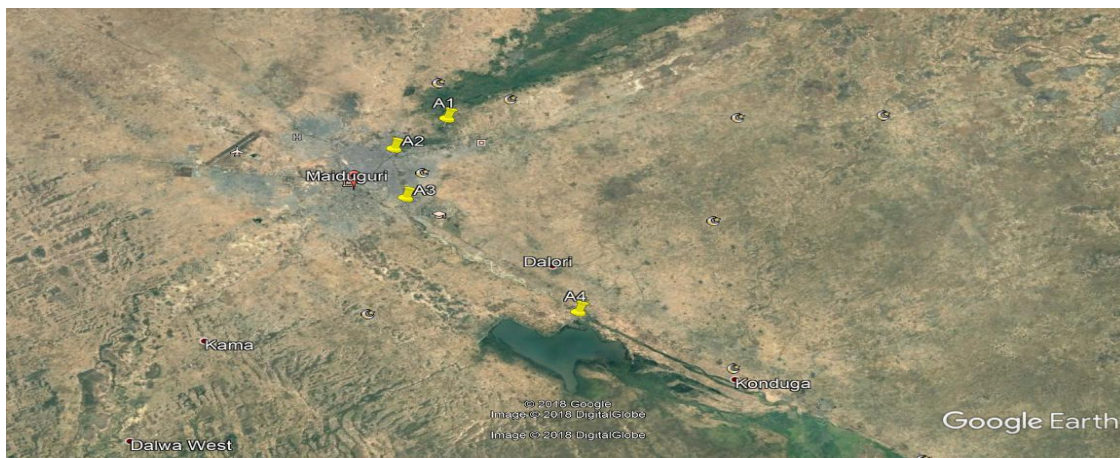 A1
A2
Maiduguri
A3
Dalori
A4
Kama
Konduga
© 2018 Google
Image © 2018 DigitalGlobe
Image © 2018 DigitalGlobe
Google Earth
Dalwa West